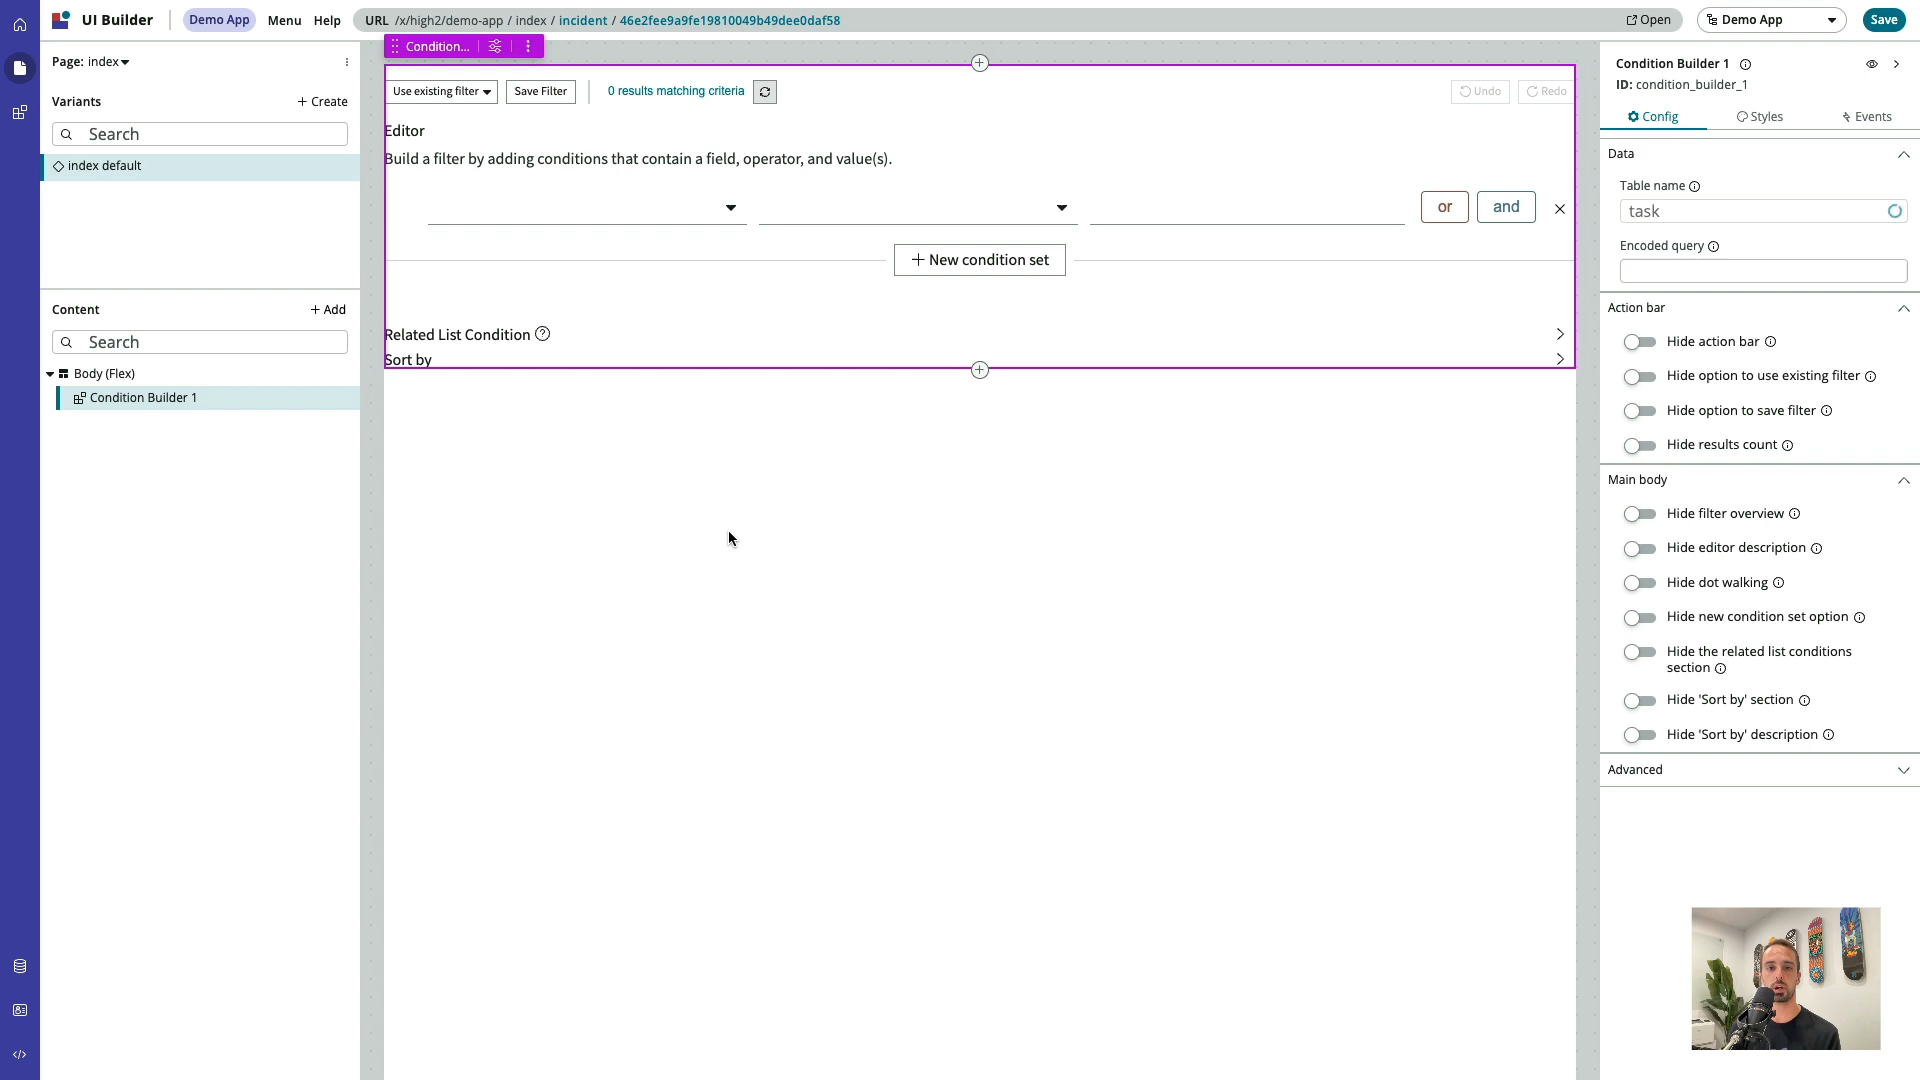 UI Builder
Demo App
Menu
Help
URL /x/high2/demo-app / index / incident / 46e2fee9a9fe19810049b49dee0daf58
Open
Demo App
Save
Page: index
Variants
+ Create
Search
index default
Content
+ Add
Search
Body (Flex)
Condition Builder 1
Condition...
Use existing filter
Save Filter
0 results matching criteria
Undo
Redo
Editor
Build a filter by adding conditions that contain a field, operator, and value(s).
or
and
+ New condition set
Related List Condition
Sort by
Condition Builder 1
ID: condition_builder_1
Config
Styles
Events
Data
Table name
task
Encoded query
Action bar
Hide action bar
Hide option to use existing filter
Hide option to save filter
Hide results count
Main body
Hide filter overview
Hide editor description
Hide dot walking
Hide new condition set option
Hide the related list conditions
section
Hide 'Sort by' section
Hide 'Sort by' description
Advanced